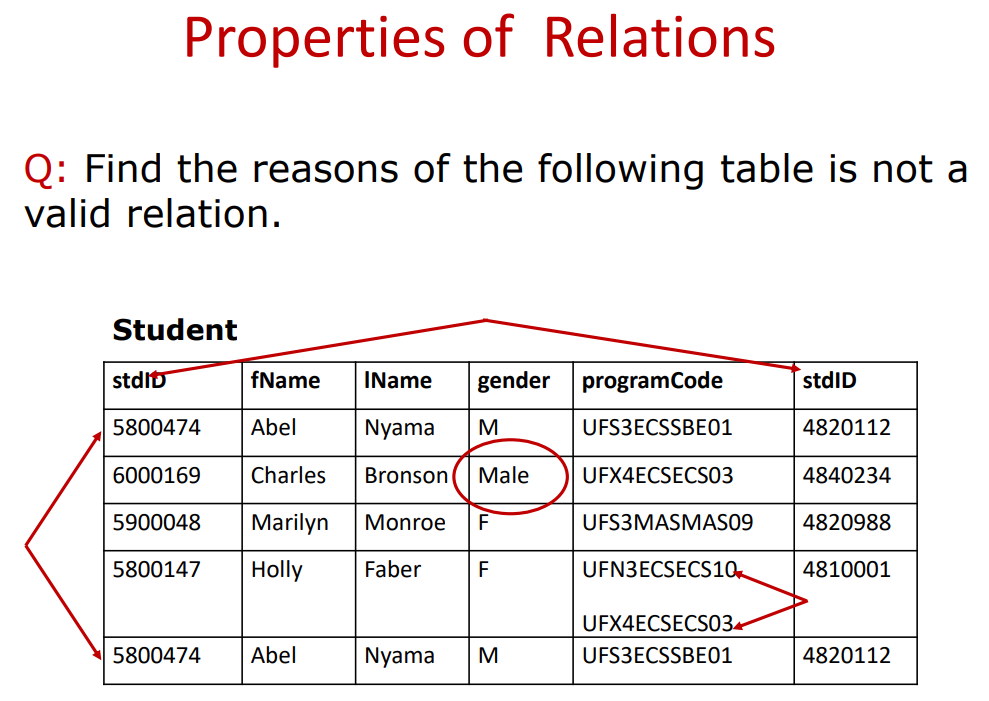 Properties of Relations
Q: Find the reasons of the following table is not a
valid relation.
Student
stdID fName lName gender programCode stdID
5800474 Abel Nyama M UFS3ECSSBE01 4820112
6000169 Charles Bronson Male UFX4ECSECS03 4840234
5900048 Marilyn Monroe F UFS3MASMAS09 4820988
5800147 Holly Faber F UFN3ECSECS10 4810001
UFX4ECSECS03
5800474 Abel Nyama M UFS3ECSSBE01 4820112